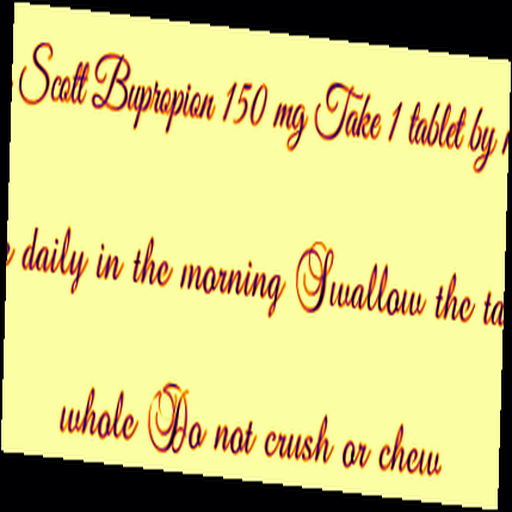 Scott Bupropion 150 mg Take 1 tablet by
daily in the morning Swallow the ta
whole Do not crush or chew